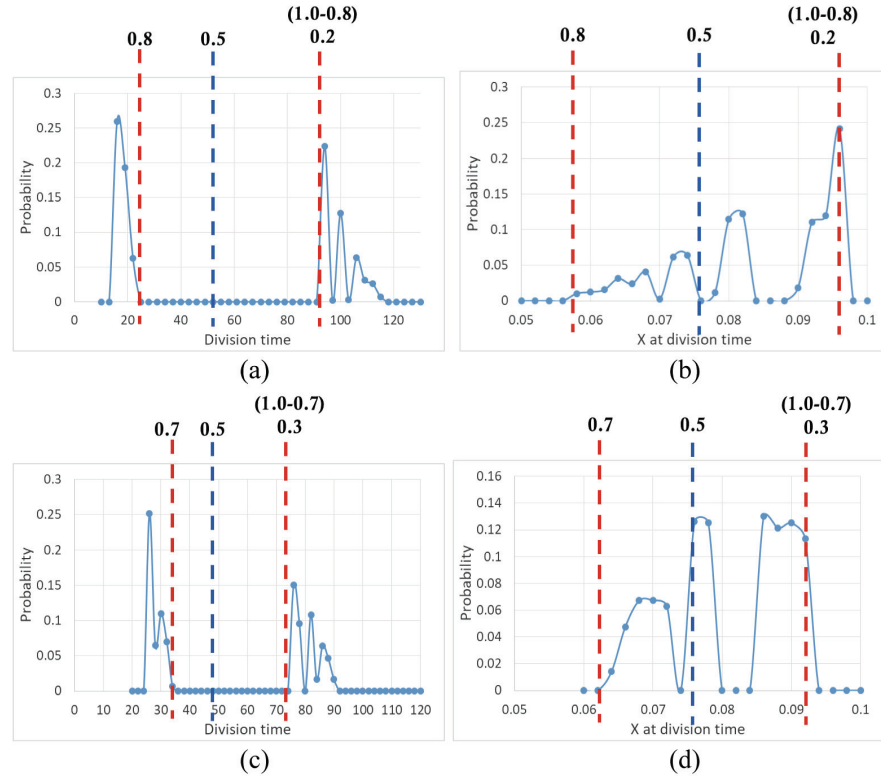 (1.0-0.8)
0.8 0.5 0.2
0.3
0.25
0.2
0.15
0.1
0.05
0
Probability
0 20 40 60 80 100 120
Division time
(a)
(1.0-0.8)
0.8 0.5 0.2
0.3
0.25
0.2
0.15
0.1
0.05
0
Probability
0.05 0.06 0.07 0.08 0.09 0.1
X at division time
(b)
(1.0-0.7)
0.7 0.5 0.3
0.3
0.25
0.2
0.15
0.1
0.05
0
Probability
0 10 20 30 40 50 60 70 80 90 100 110 120
Division time
(c)
(1.0-0.7)
0.7 0.5 0.3
0.16
0.14
0.12
0.1
0.08
0.06
0.04
0.02
0
Probability
0.05 0.06 0.07 0.08 0.09 0.1
X at division time
(d)